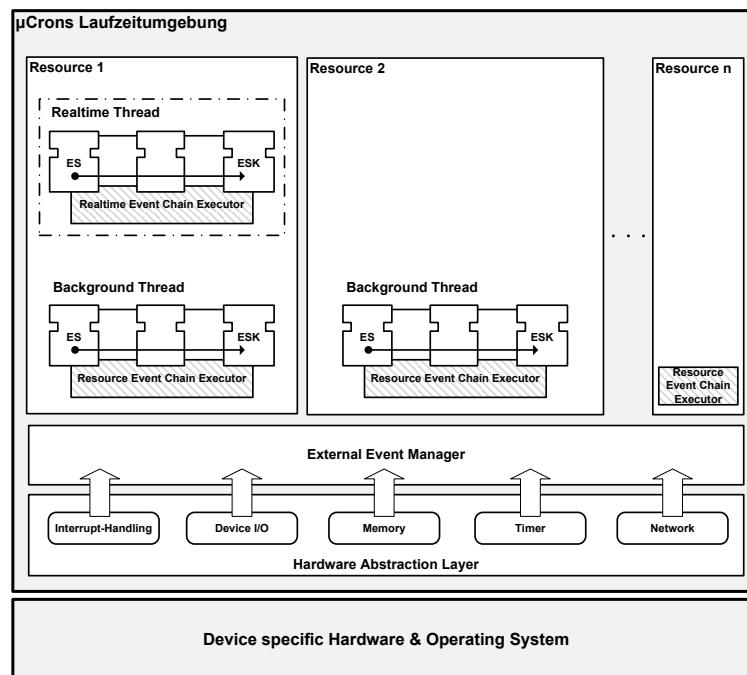 µCrons Laufzeitumgebung
Resource 1
Resource 2
Resource n
Realtime Thread
ES
ESK
Realtime Event Chain Executor
. . .
Background Thread
ES
ESK
Resource Event Chain Executor
Background Thread
ES
ESK
Resource Event Chain Executor
Resource
Event Chain
Executor
External Event Manager
Interrupt-Handling
Device I/O
Memory
Timer
Network
Hardware Abstraction Layer
Device specific Hardware & Operating System